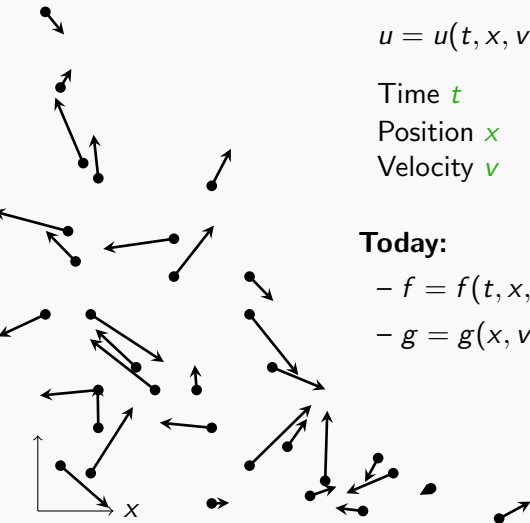 u = u(t, x, v
Time t
Position x
Velocity v
Today:
– f = f(t, x,
– g = g(x, v
x